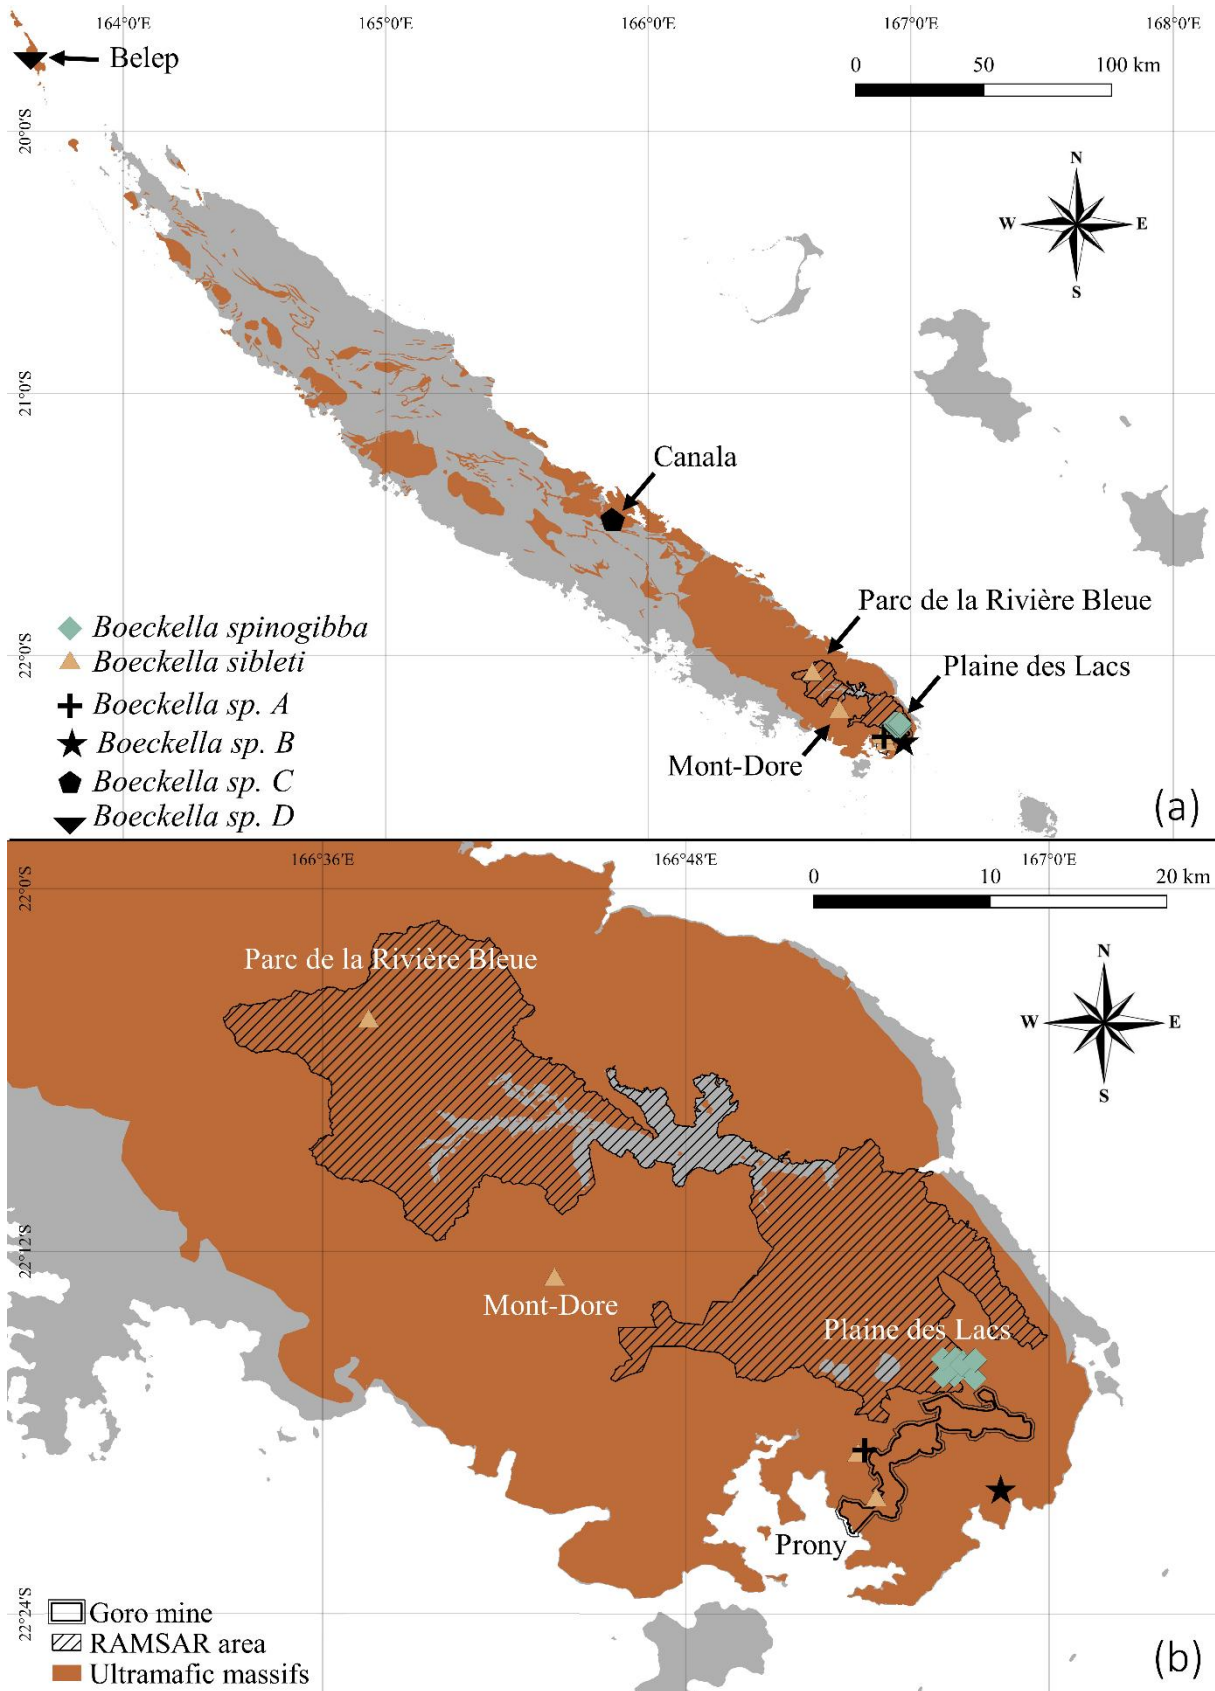 164°0'E 165°0'E 166°0'E 167°0'E 168°0'E
Belep
0 50 100 km
20°0'S
N
W E
S
21°0'S
Canala
Parc de la Rivière Bleue
22°0'S
Plaine des Lacs
Mont-Dore
Boeckella spinogibba
Boeckella sibleti
Boeckella sp. A
Boeckella sp. B
Boeckella sp. C
Boeckella sp. D
(a)
166°36'E 166°48'E 167°0'E
0 10 20 km
22°0'S
Parc de la Rivière Bleue
N
W E
S
22°12'S
Mont-Dore
Plaine des Lacs
Prony
22°24'S
Goro mine
RAMSAR area
Ultramafic massifs
(b)